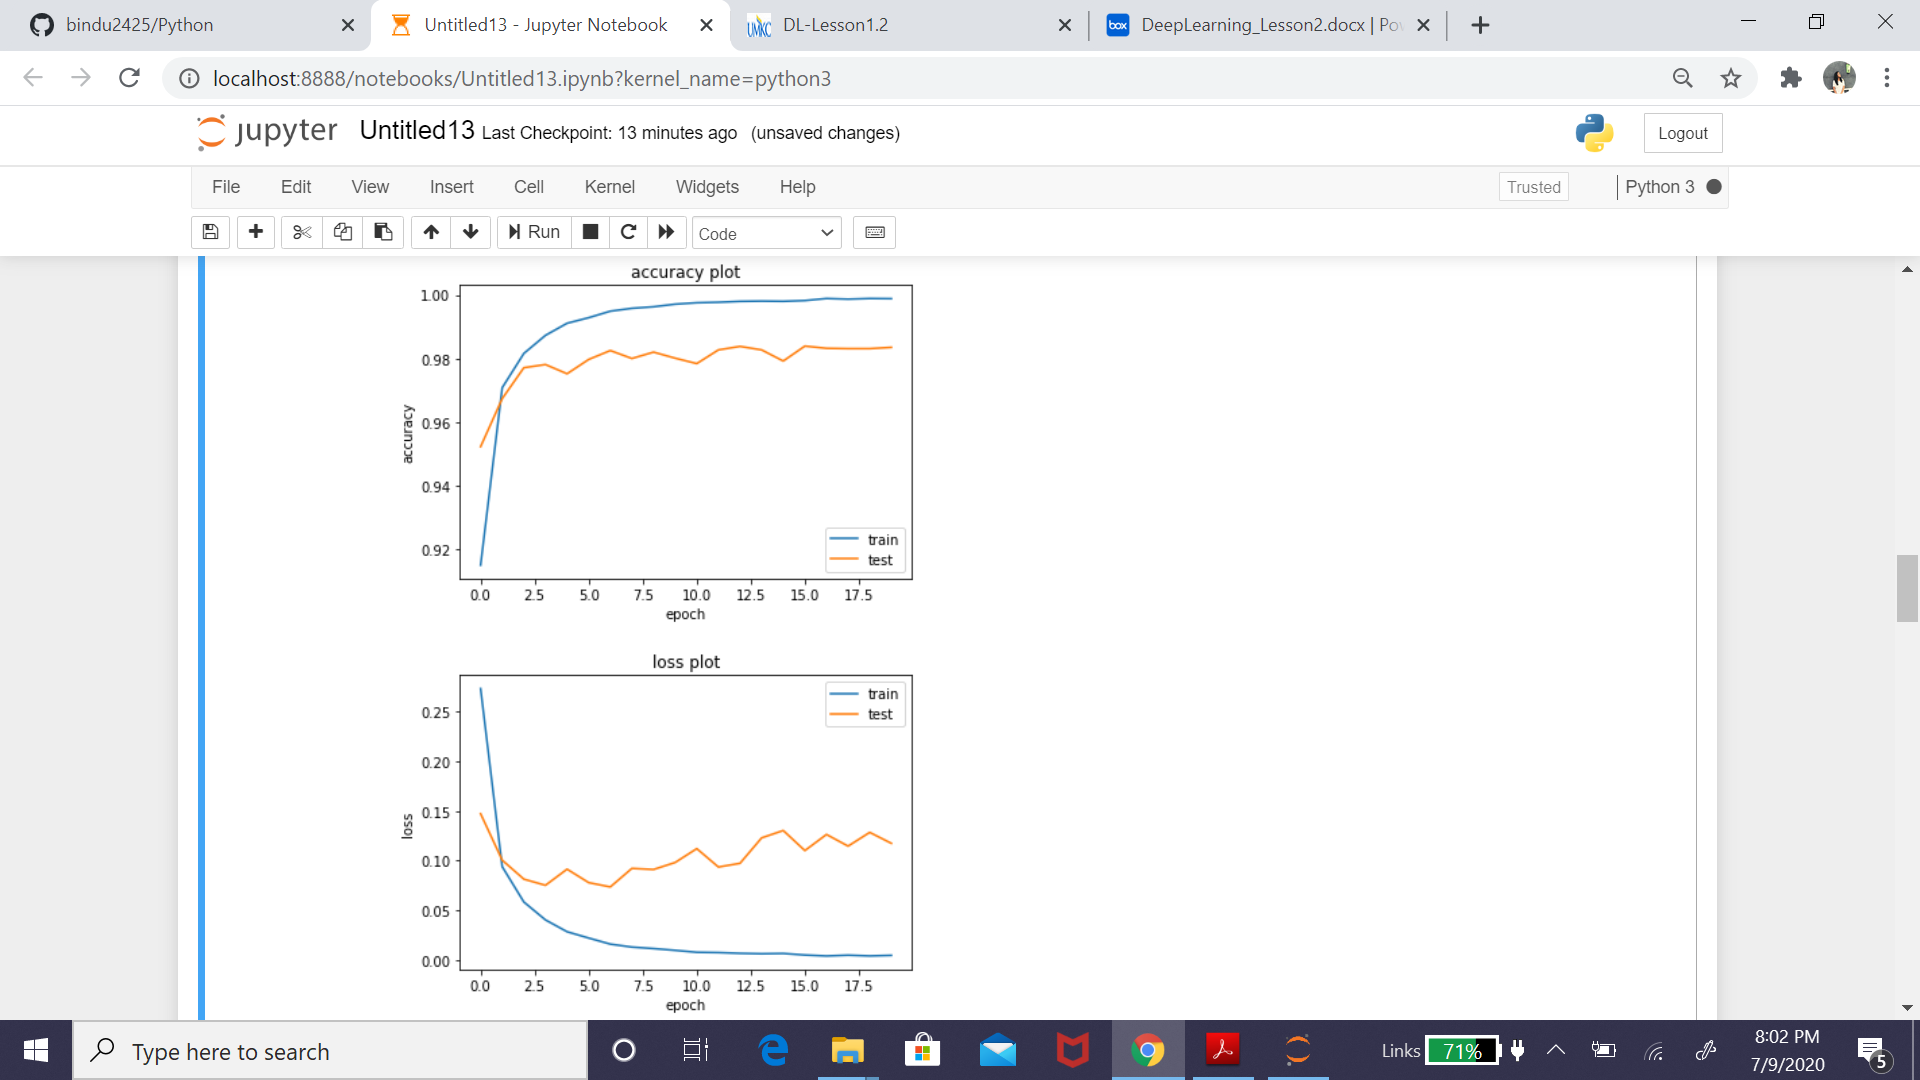 bindu2425/Python
Untitled13 - Jupyter Notebook
UMKC DL-Lesson1.2
box DeepLearning_Lesson2.docx | Po
localhost:8888/notebooks/Untitled13.ipynb?kernel_name=python3
jupyter Untitled13 Last Checkpoint: 13 minutes ago (unsaved changes)
Logout
File Edit View Insert Cell Kernel Widgets Help
Trusted
Python 3
Run
Code
accuracy plot
1.00
0.98
0.96
0.94
0.92
accuracy
train
test
0.0 2.5 5.0 7.5 10.0 12.5 15.0 17.5
epoch
loss plot
train
test
0.25
0.20
0.15
0.10
0.05
0.00
loss
0.0 2.5 5.0 7.5 10.0 12.5 15.0 17.5
epoch
Type here to search
Links
71%
8:02 PM
7/9/2020
5